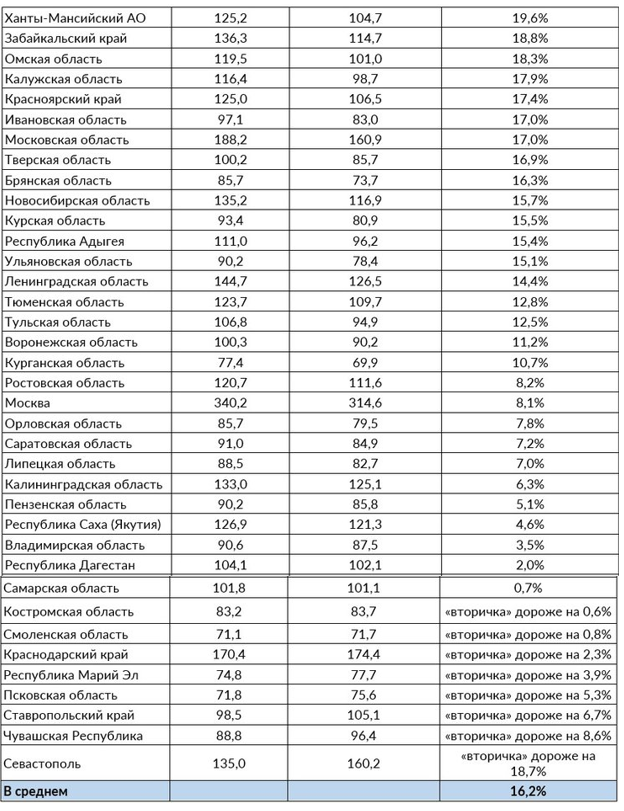 Ханты-Мансийский АО 125,2 104,7 19,6%
Забайкальский край 136,3 114,7 18,8%
Омская область 119,5 101,0 18,3%
Калужская область 116,4 98,7 17,9%
Красноярский край 125,0 106,5 17,4%
Ивановская область 97,1 83,0 17,0%
Московская область 188,2 160,9 17,0%
Тверская область 100,2 85,7 16,9%
Брянская область 85,7 73,7 16,3%
Новосибирская область 135,2 116,9 15,7%
Курская область 93,4 80,9 15,5%
Республика Адыгея 111,0 96,2 15,4%
Ульяновская область 90,2 78,4 15,1%
Ленинградская область 144,7 126,5 14,4%
Тюменская область 123,7 109,7 12,8%
Тульская область 106,8 94,9 12,5%
Воронежская область 100,3 90,2 11,2%
Курганская область 77,4 69,9 10,7%
Ростовская область 120,7 111,6 8,2%
Москва 340,2 314,6 8,1%
Орловская область 85,7 79,5 7,8%
Саратовская область 91,0 84,9 7,2%
Липецкая область 88,5 82,7 7,0%
Калининградская область 133,0 125,1 6,3%
Пензенская область 90,2 85,8 5,1%
Республика Саха (Якутия) 126,9 121,3 4,6%
Владимирская область 90,6 87,5 3,5%
Республика Дагестан 104,1 102,1 2,0%
Самарская область 101,8 101,1 0,7%
Костромская область 83,2 83,7 «вторичка» дороже на 0,6%
Смоленская область 71,1 71,7 «вторичка» дороже на 0,8%
Краснодарский край 170,4 174,4 «вторичка» дороже на 2,3%
Республика Марий Эл 74,8 77,7 «вторичка» дороже на 3,9%
Псковская область 71,8 75,6 «вторичка» дороже на 5,3%
Ставропольский край 98,5 105,1 «вторичка» дороже на 6,7%
Чувашская Республика 88,8 96,4 «вторичка» дороже на 8,6%
Севастополь 135,0 160,2 «вторичка» дороже на
18,7%
В среднем 16,2%